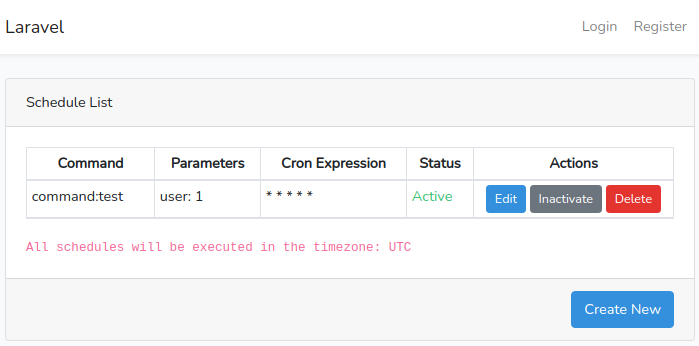 Laravel Login Register
Schedule List
Command Parameters Cron Expression Status Actions
command:test user: 1 * * * * * Active Edit Inactivate Delete
All schedules will be executed in the timezone: UTC
Create New